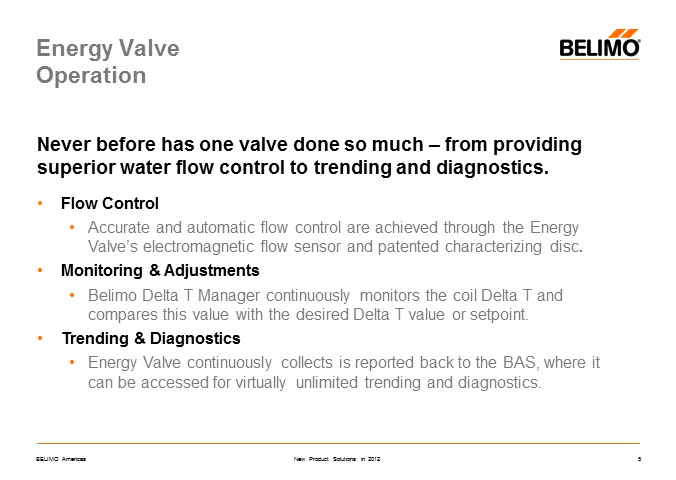 Energy Valve
Operation
BELIMO
Never before has one valve done so much – from providing
superior water flow control to trending and diagnostics.
• Flow Control
• Accurate and automatic flow control are achieved through the Energy
Valve’s electromagnetic flow sensor and patented characterizing disc.
• Monitoring & Adjustments
• Belimo Delta T Manager continuously monitors the coil Delta T and
compares this value with the desired Delta T value or setpoint.
• Trending & Diagnostics
• Energy Valve continuously collects is reported back to the BAS, where it
can be accessed for virtually unlimited trending and diagnostics.
BELIMO Americas New Product Solutions in 2012 5